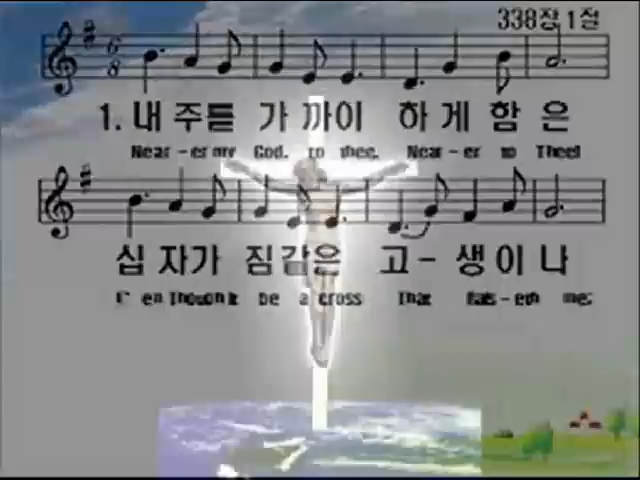 338장 1절
1. 내 주를 가 까이 하 게 함 은
Near - er my God, to thee, Near - er to Thee!
십 자가 짐같은 고 - 생 이 나
E'en Though it be a cross That Raiseth me;